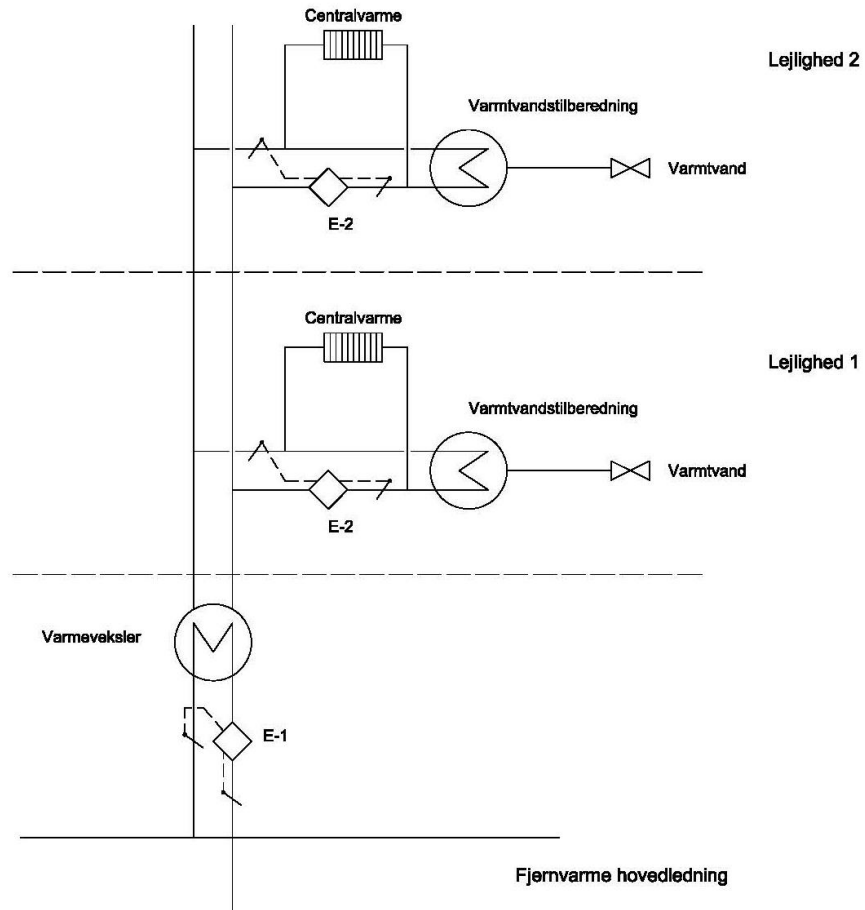 Centralvarme
Lejlighed 2
Varmtvandstilberedning
Varmtvand
E-2
Centralvarme
Lejlighed 1
Varmtvandstilberedning
Varmtvand
E-2
Varmeveksler
E-1
Fjernvarme hovedledning